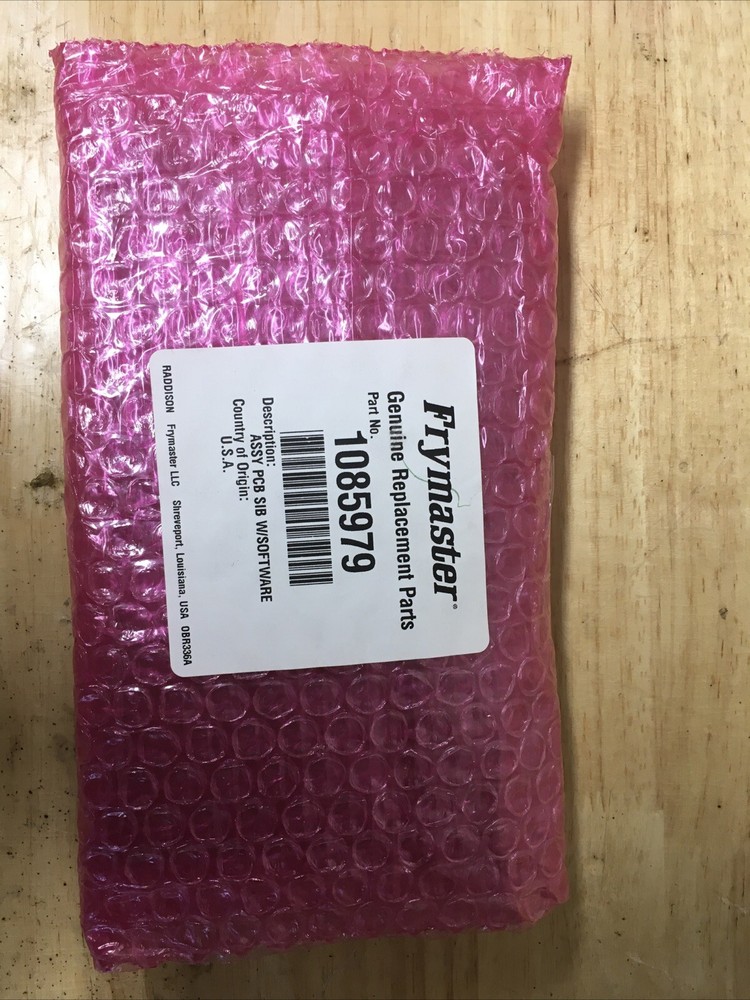 Frymaster®
Genuine Replacement Parts
Part No.
1085979
Description:
ASSY PCB SIB W/SOFTWARE
Country of Origin:
U.S.A.
RADDISON Frymaster LLC Shreveport, Louisiana, USA 0BR336A